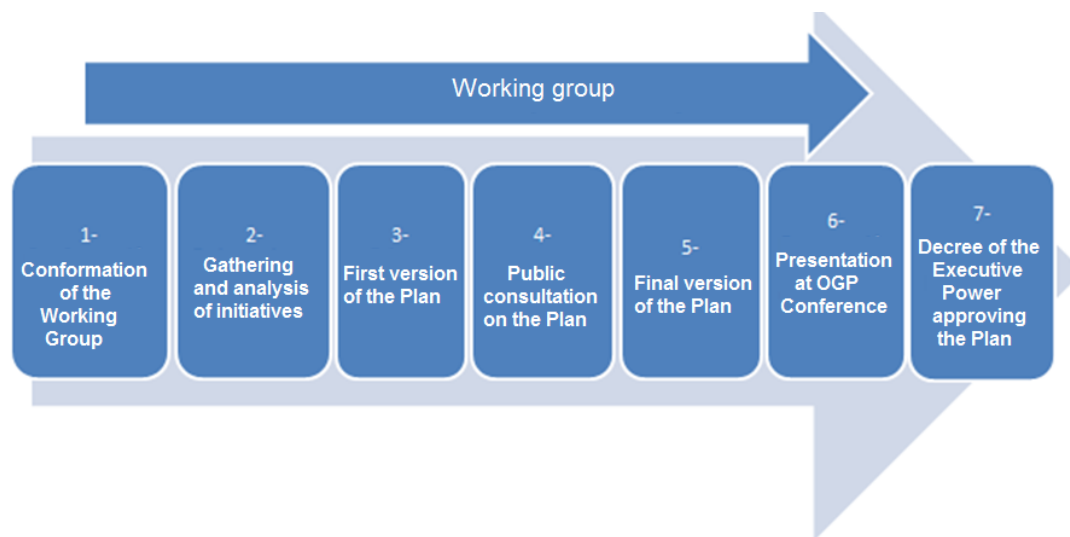 Working group
1-
Conformation
of the
Working
Group
2-
Gathering
and analysis
of initiatives
3-
First version
of the Plan
4-
Public
consultation
on the Plan
5-
Final version
of the Plan
6-
Presentation
at OGP
Conference
7-
Decree of the
Executive
Power
approving
the Plan